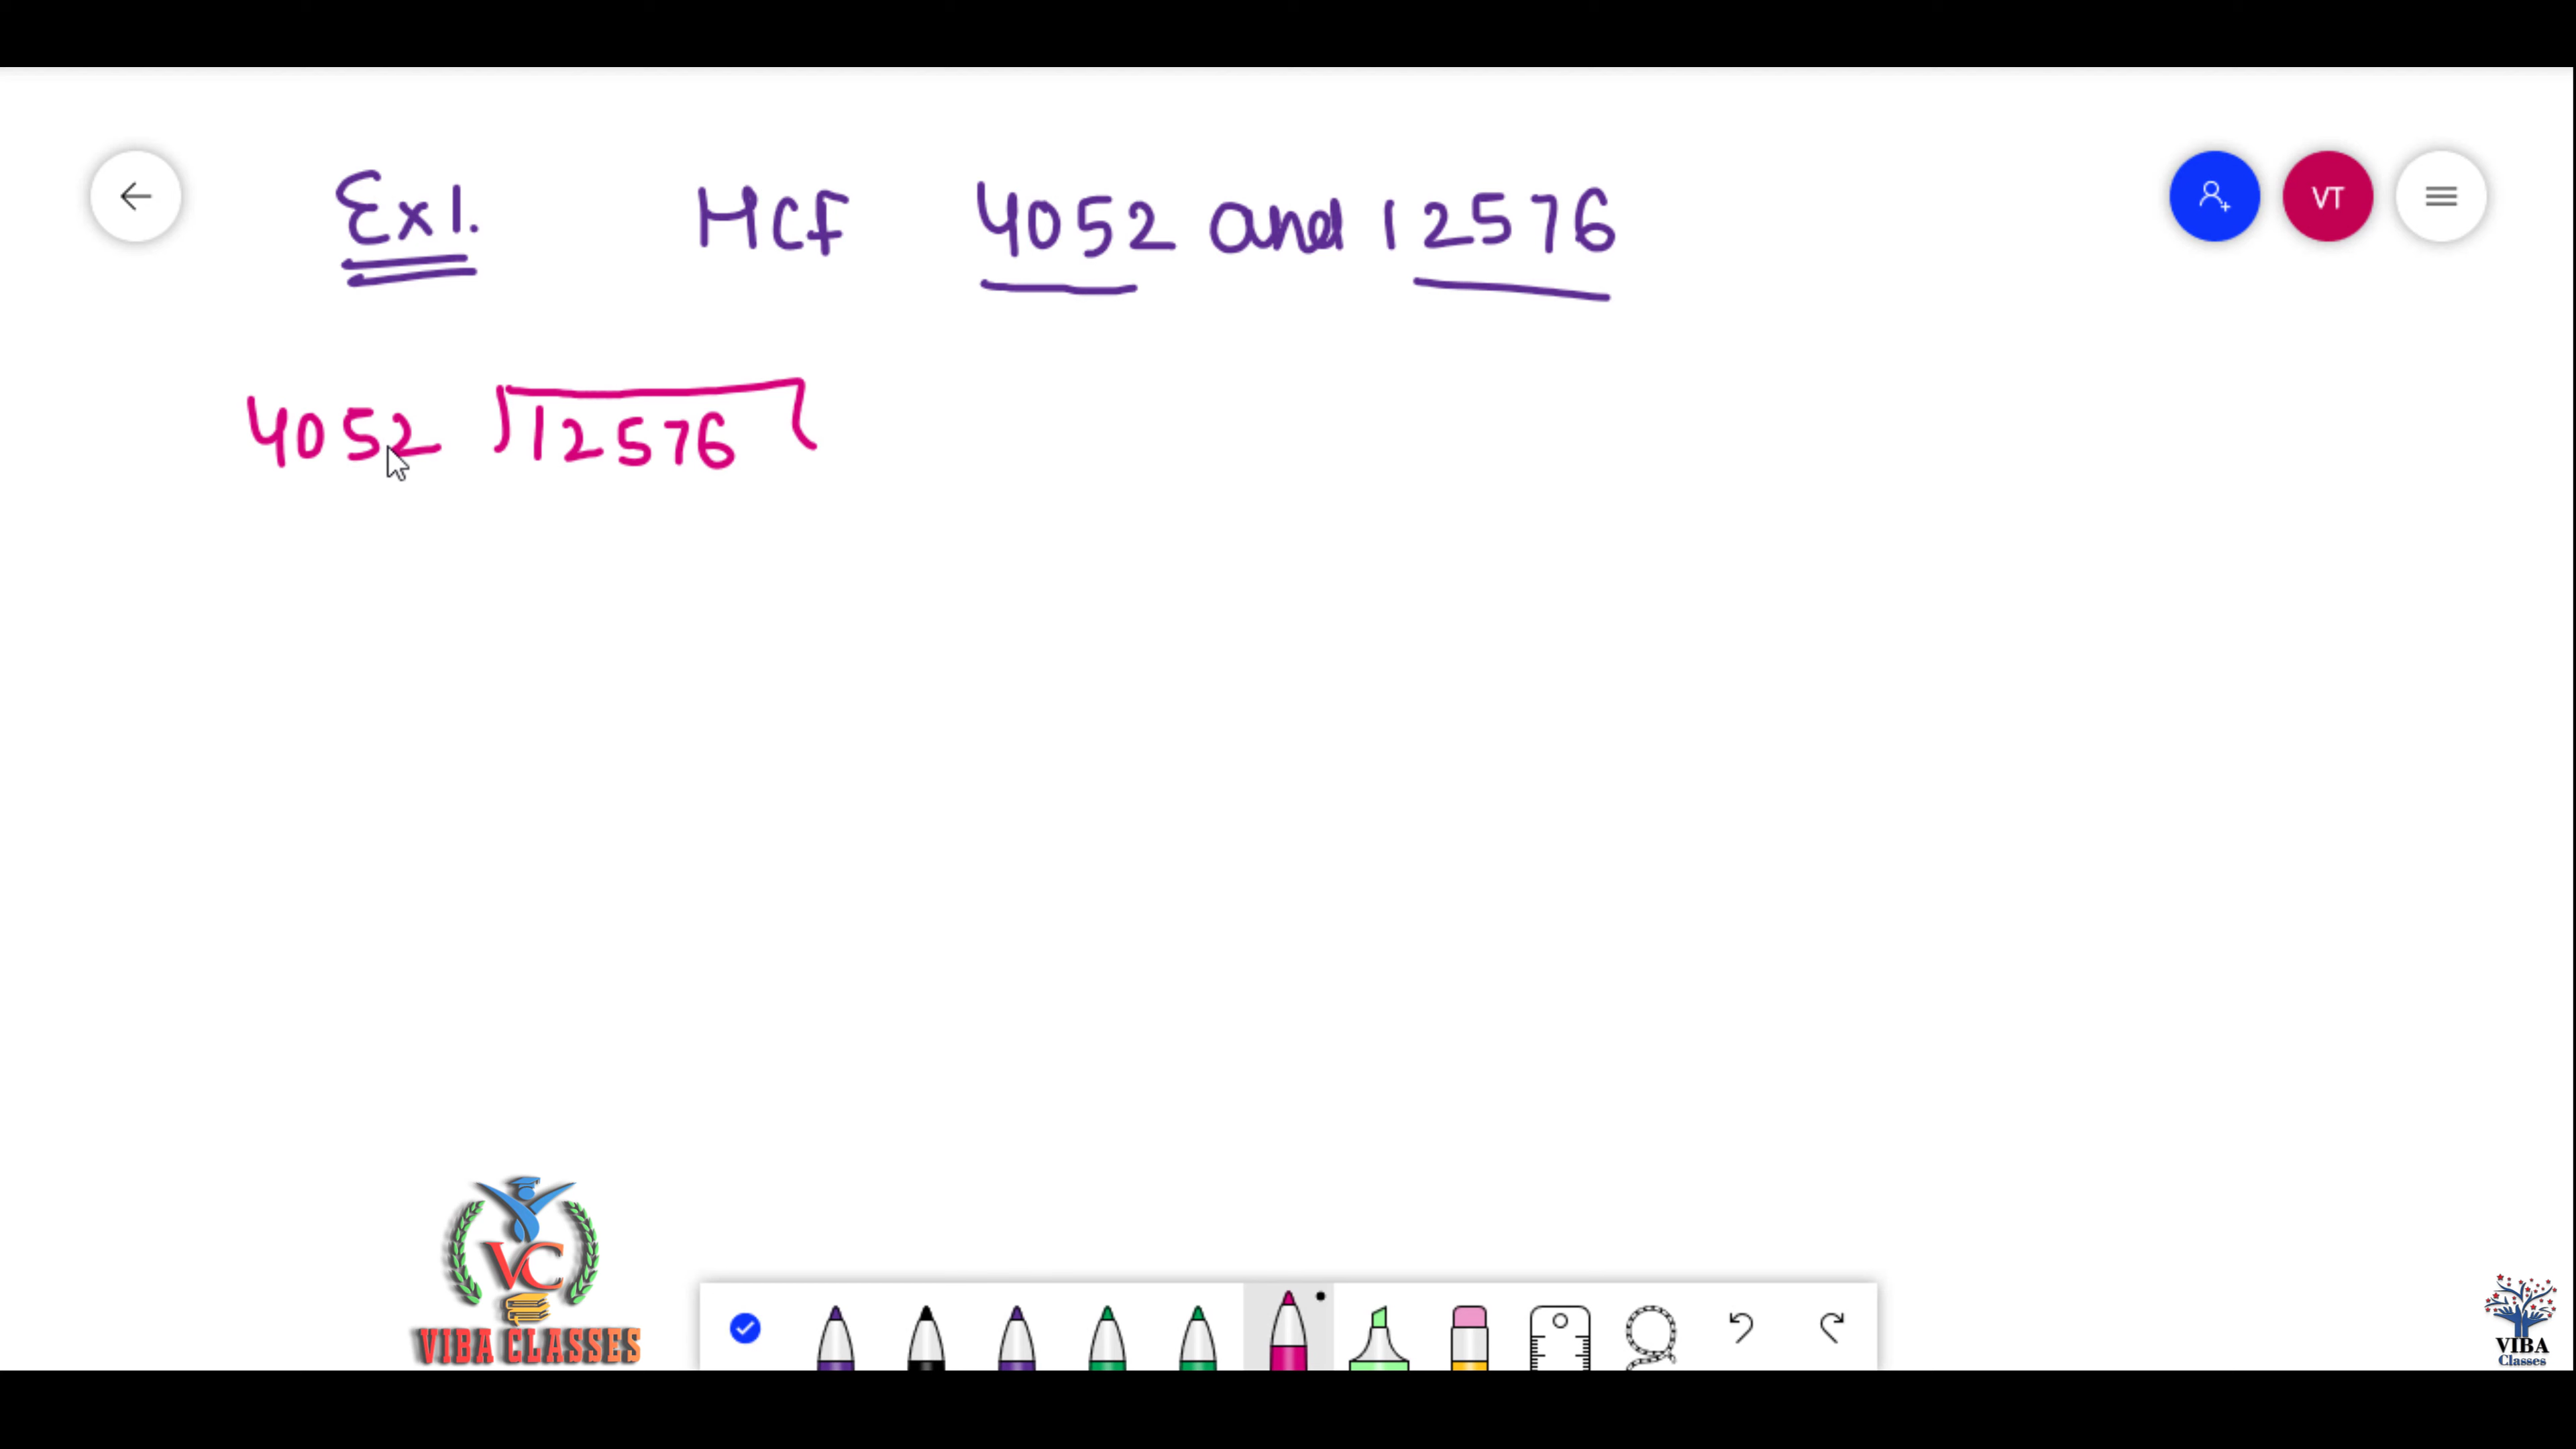 Ex1. HCF 4052 and 12576
VT
4052 12576
VC
VIBA CLASSES
VIBA
Classes